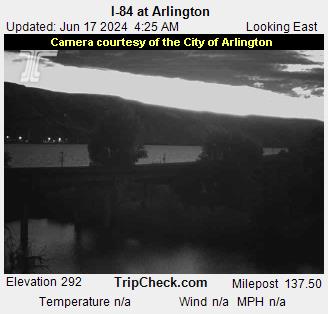 I-84 at Arlington
Updated: Jun 17 2024 4:25 AM Looking East
Camera courtesy of the City of Arlington
Elevation 292 TripCheck.com Milepost 137.50
Temperature n/a Wind n/a MPH n/a